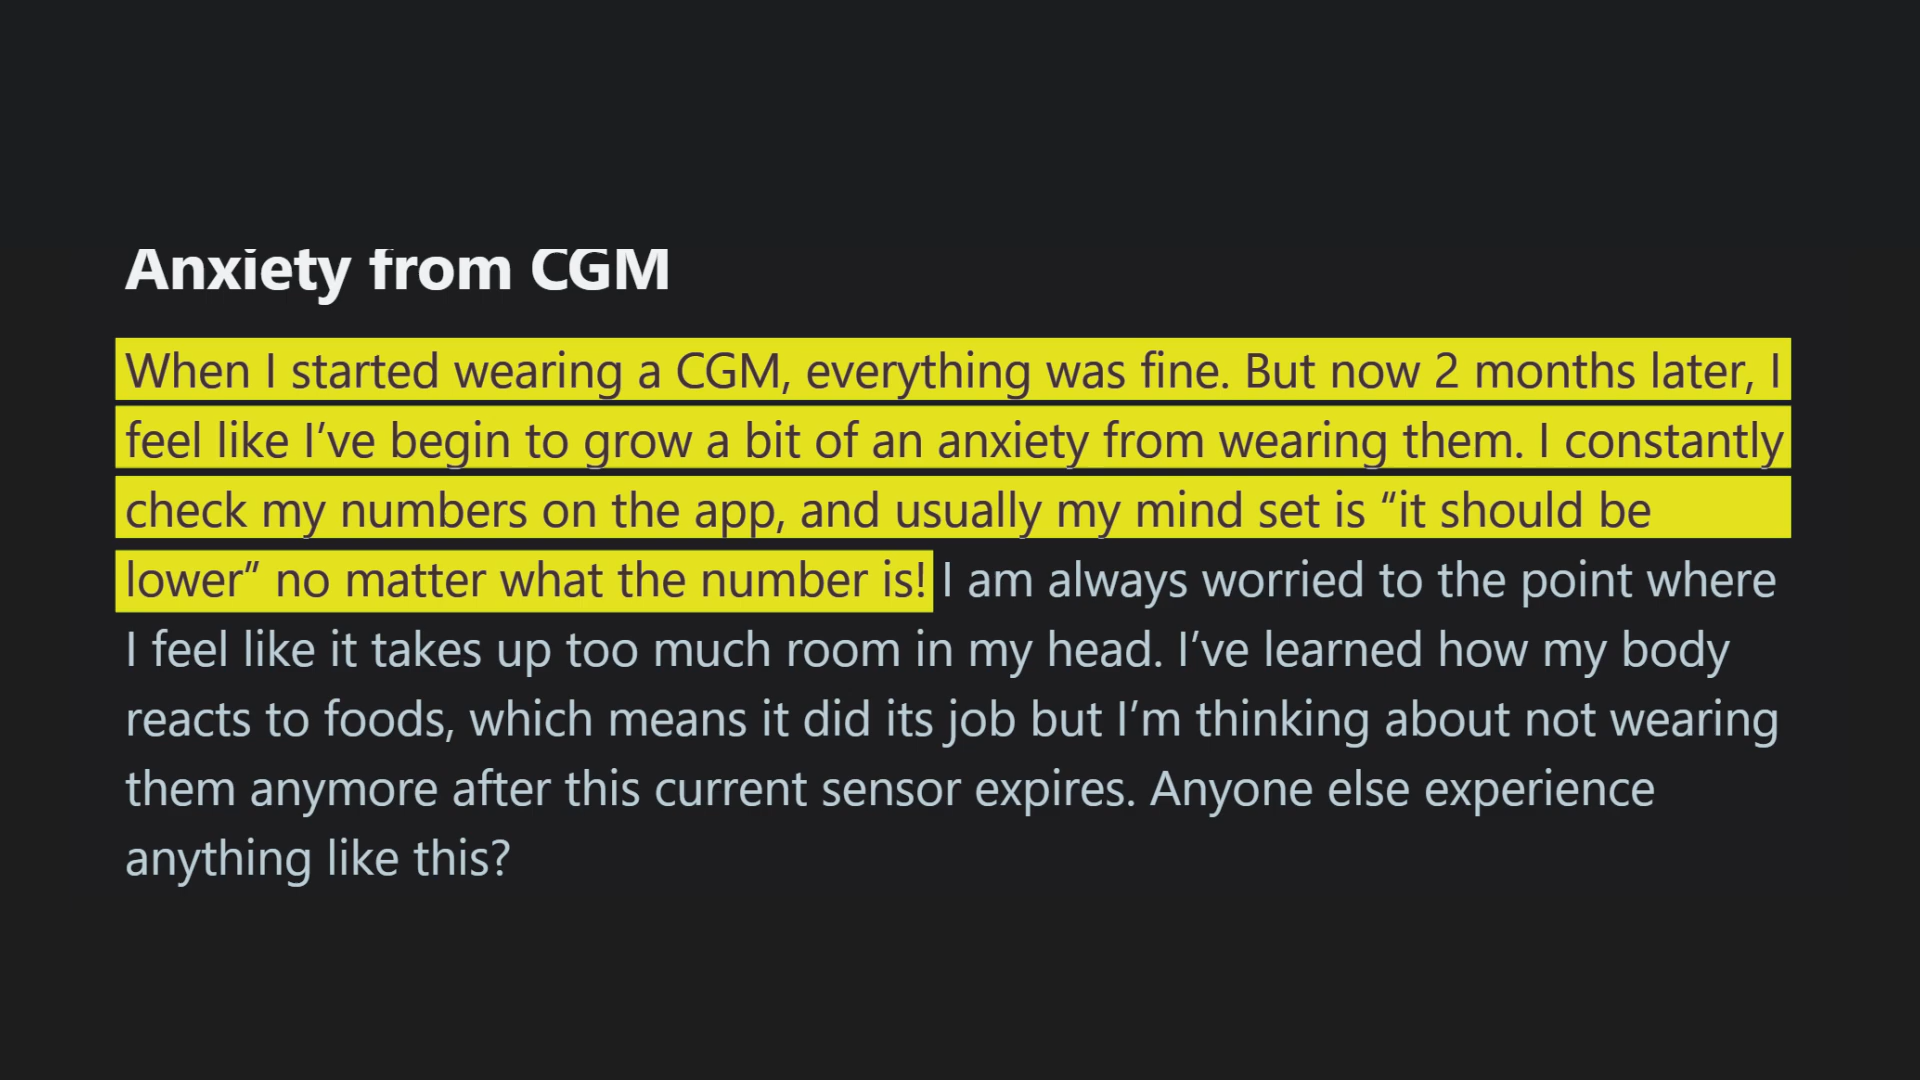 Anxiety from CGM
When I started wearing a CGM, everything was fine. But now 2 months later, I
feel like I’ve begin to grow a bit of an anxiety from wearing them. I constantly
check my numbers on the app, and usually my mind set is “it should be
lower” no matter what the number is! I am always worried to the point where
I feel like it takes up too much room in my head. I’ve learned how my body
reacts to foods, which means it did its job but I’m thinking about not wearing
them anymore after this current sensor expires. Anyone else experience
anything like this?